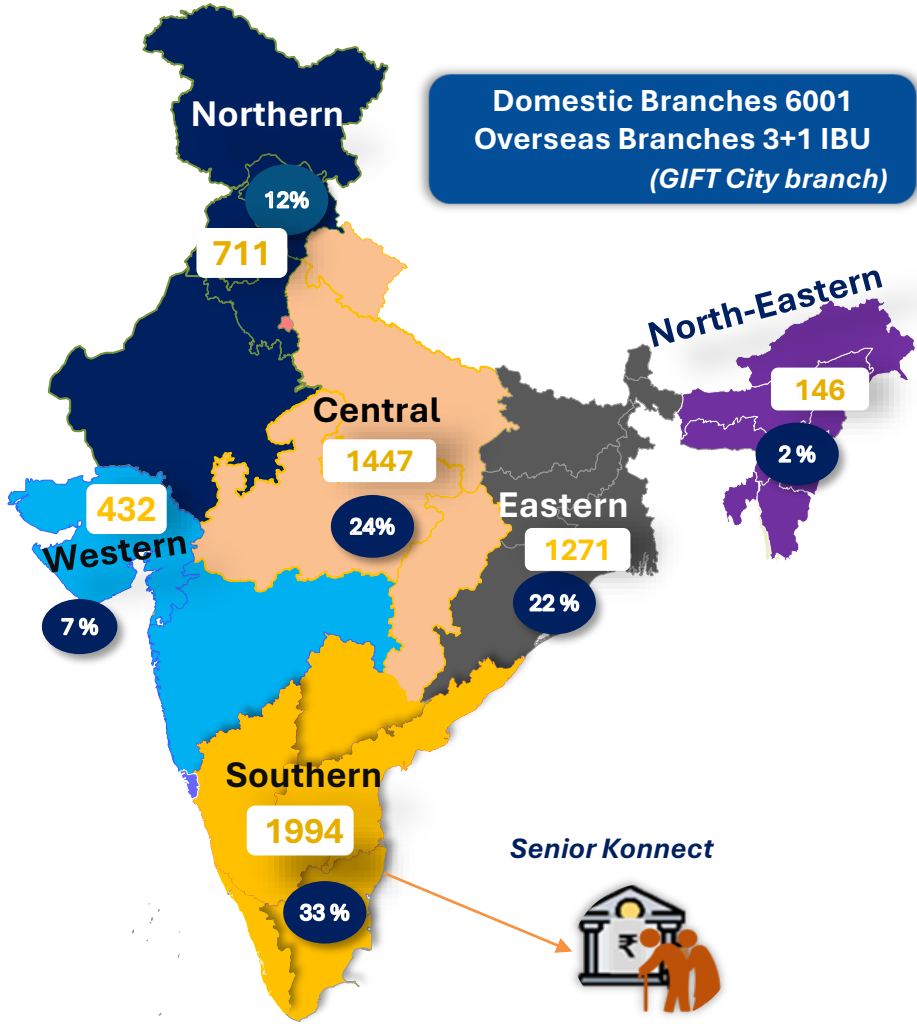 Northern
Domestic Branches 6001
Overseas Branches 3+1 IBU
(GIFT City branch)
12%
711
North-Eastern
146
2 %
Central
1447
24%
432
Western
7 %
Eastern
1271
22 %
Southern
1994
33 %
Senior Konnect
₹